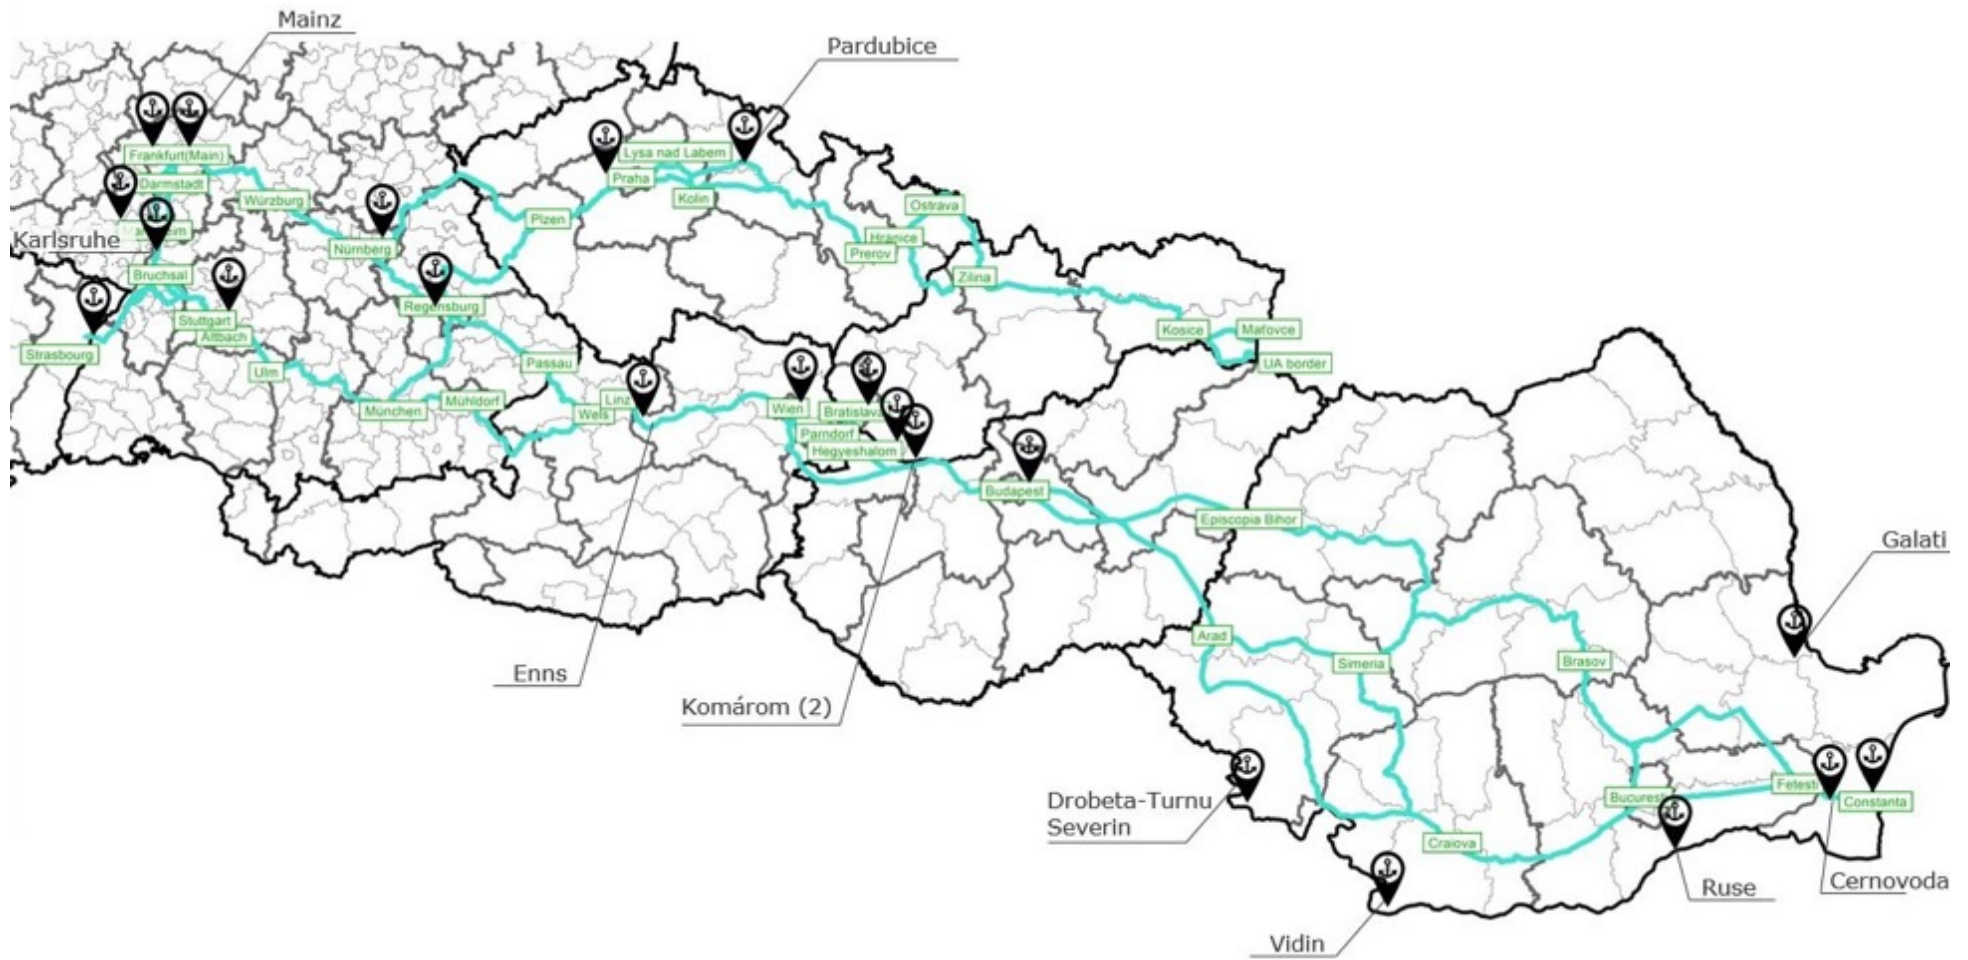 Mainz
Pardubice
Frankfurt(Main)
Lysa nad Labem
Darmstadt
Praha
Würzburg
Kolin
Ostrava
Plzen
Karlsruhe
Hranice
Nürnberg
Prerov
Bruchsal
Zilina
Regensburg
Stuttgart
Altbach
Kosice
Maťovce
Strasbourg
Passau
UA border
Ulm
Mühldorf
Linz
München
Wels
Wien
Bratislava
Parndorf
Hegyeshalom
Budapest
Episcopia Bihor
Galati
Arad
Enns
Simeria
Brasov
Komárom (2)
Fetesti
Drobeta-Turnu
Severin
Bucuresti
Constanta
Craiova
Ruse
Cernovoda
Vidin